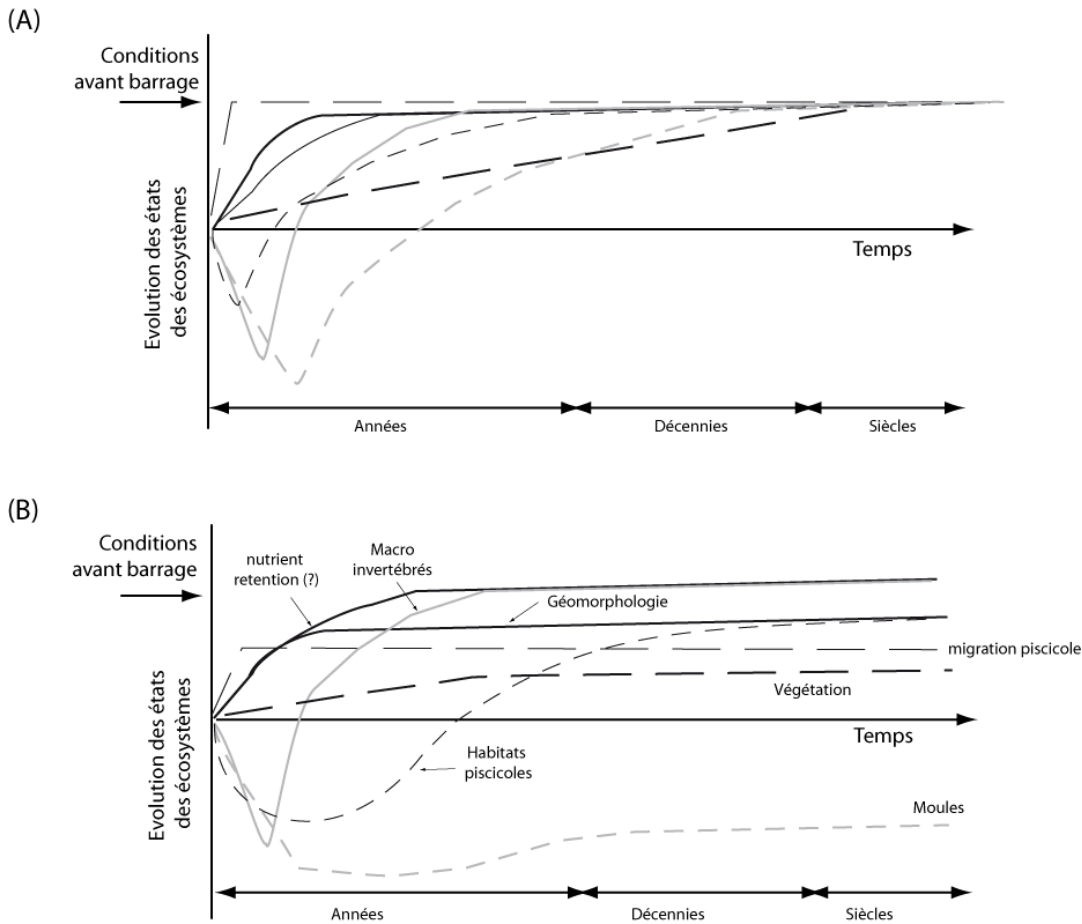 (A)
Conditions
avant barrage
Evolution des états
des écosystèmes
Temps
Années
Décennies
Siècles
(B)
Conditions
avant barrage
nutrient
retention (?)
Macro
invertébrés
Géomorphologie
migration piscicole
Végétation
Evolution des états
des écosystèmes
Temps
Habitats
piscicoles
Moules
Années
Décennies
Siècles